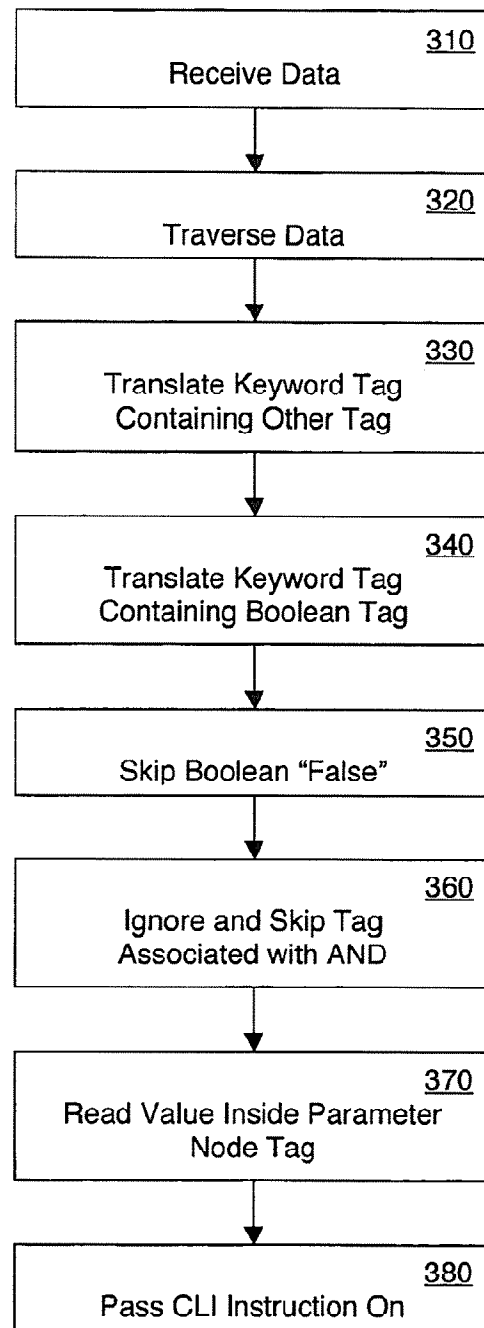 310
Receive Data
320
Traverse Data
330
Translate Keyword Tag
Containing Other Tag
340
Translate Keyword Tag
Containing Boolean Tag
350
Skip Boolean “False”
360
Ignore and Skip Tag
Associated with AND
370
Read Value Inside Parameter
Node Tag
380
Pass CLI Instruction On